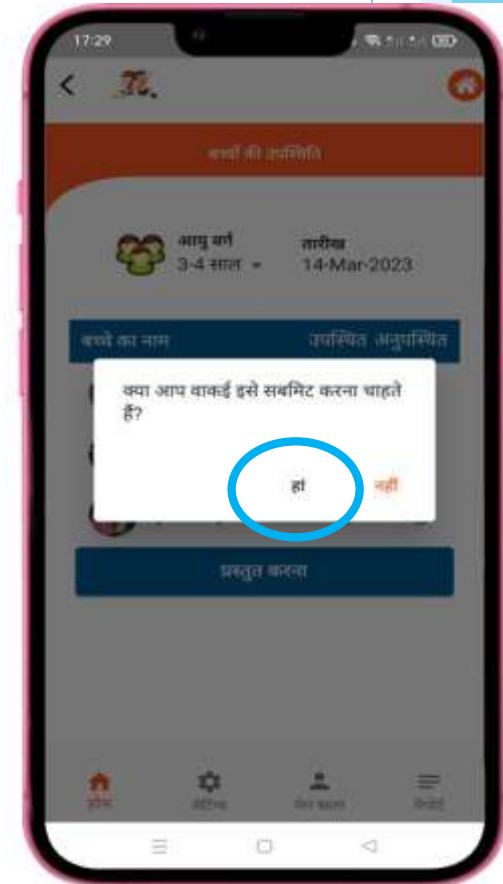 17:29
बच्चों की उपस्थिति
आयु वर्ग तारीख
3-4 साल 14-Mar-2023
बच्चे का नाम उपस्थित अनुपस्थित
क्या आप वाकई इसे सबमिट करना चाहते
हैं?
हां नहीं
प्रस्तुत करना
होम